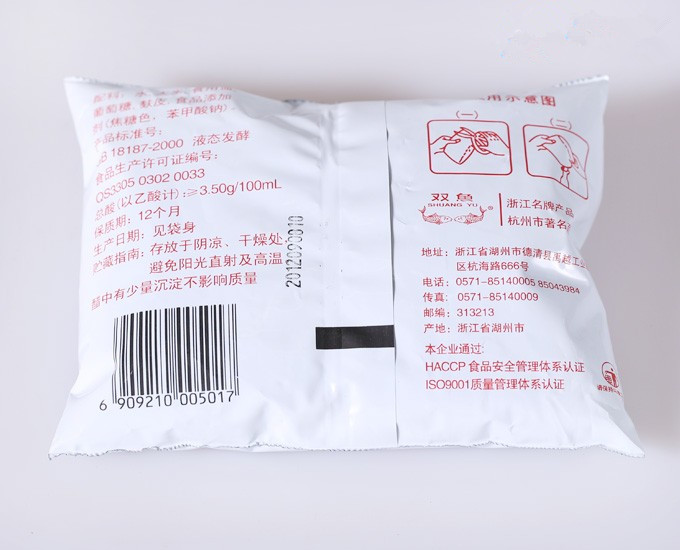 葡萄糖, 麸皮, 食品添加
剂(焦糖色, 苯甲酸钠)
产品标准号:
GB 18187-2000 液态发酵
食品生产许可证编号:
QS3305 0302 0033
总酸(以乙酸计):≥3.50g/100mL
保质期: 12个月
生产日期: 见袋身
贮藏指南: 存放于阴凉、干燥处,
避免阳光直射及高温
醋中有少量沉淀不影响质量
2012090010
6 909210 005017
用示意图
(一)
(二)
双鱼
SHUANG YU
®
浙江名牌产品
杭州市著名
地址: 浙江省湖州市德清县禹越工
区杭海路666号
电话: 0571-85140005 85043984
传真: 0571-85140009
邮编: 313213
产地: 浙江省湖州市
本企业通过:
HACCP 食品安全管理体系认证
ISO9001质量管理体系认证
请保持